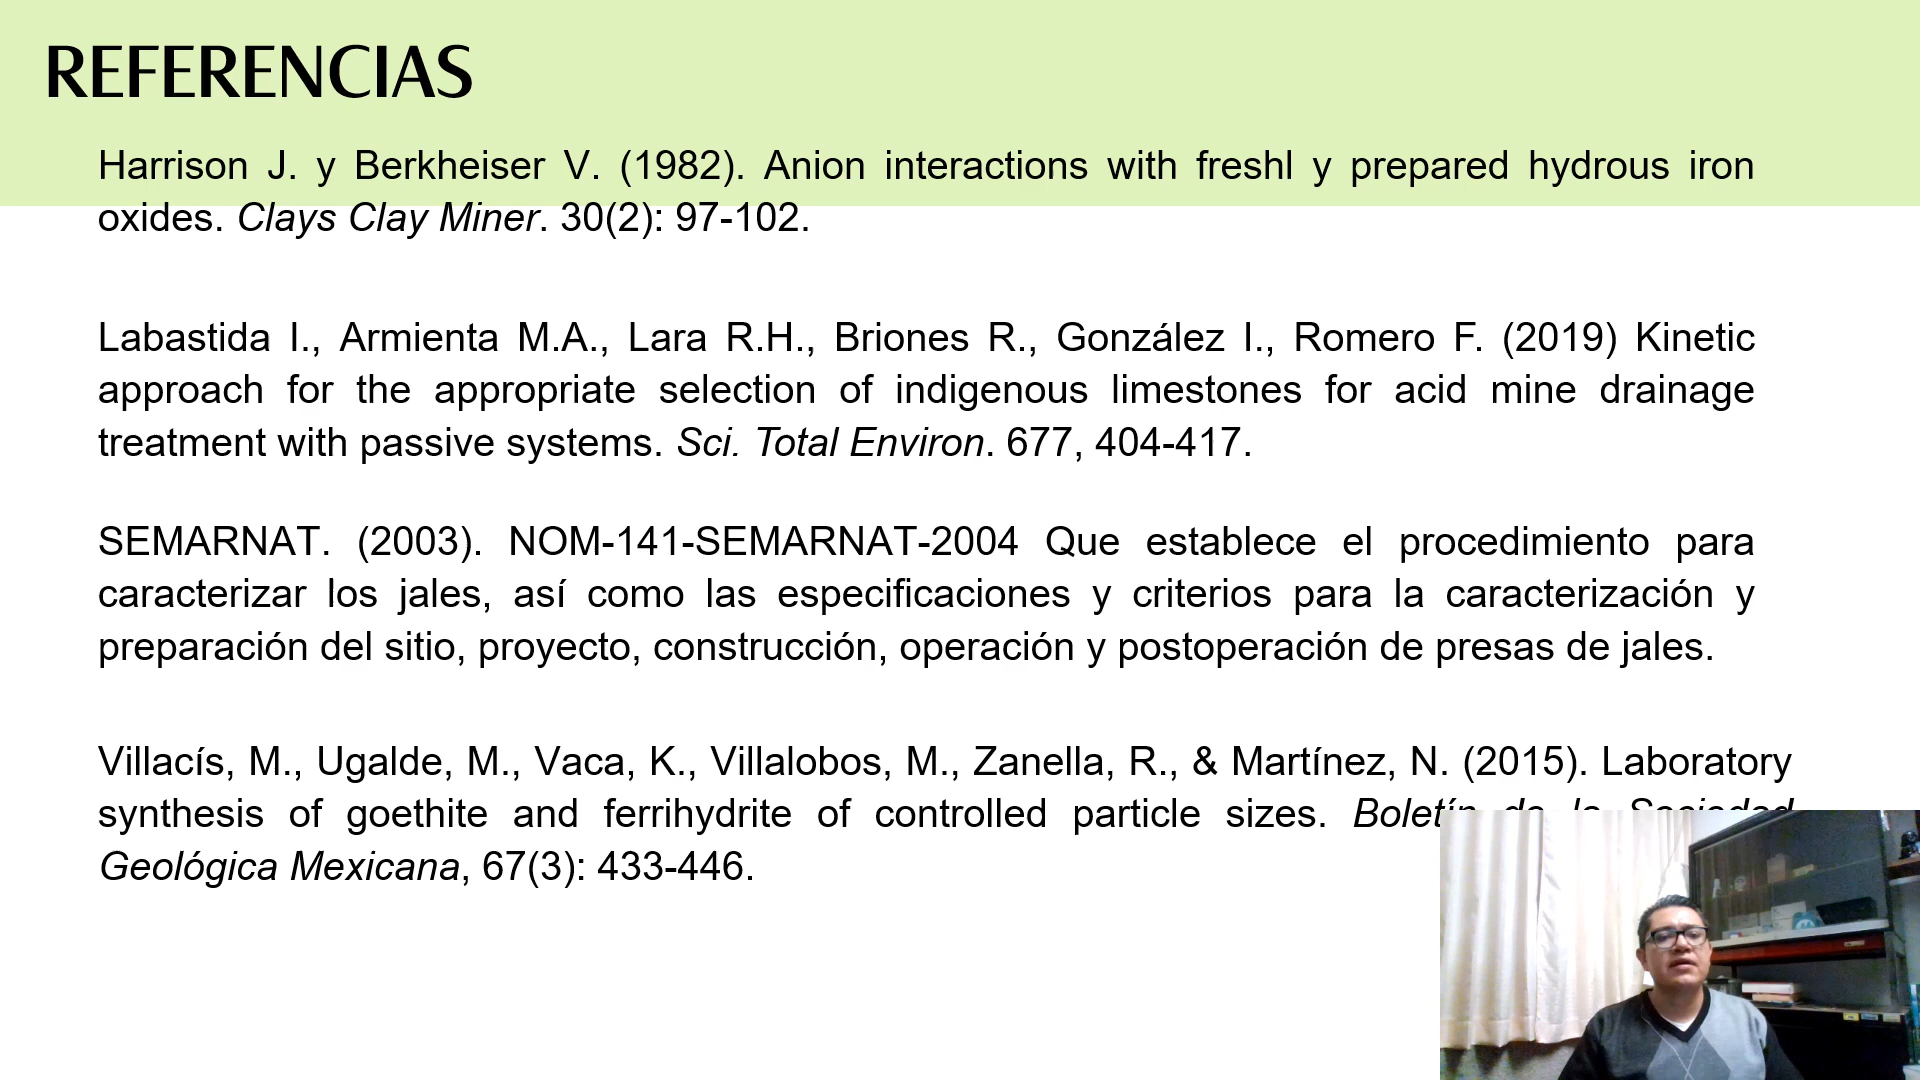 REFERENCIAS
Harrison J. y Berkheiser V. (1982). Anion interactions with freshl y prepared hydrous iron
oxides. Clays Clay Miner. 30(2): 97-102.
Labastida I., Armienta M.A., Lara R.H., Briones R., González I., Romero F. (2019) Kinetic
approach for the appropriate selection of indigenous limestones for acid mine drainage
treatment with passive systems. Sci. Total Environ. 677, 404-417.
SEMARNAT. (2003). NOM-141-SEMARNAT-2004 Que establece el procedimiento para
caracterizar los jales, así como las especificaciones y criterios para la caracterización y
preparación del sitio, proyecto, construcción, operación y postoperación de presas de jales.
Villacís, M., Ugalde, M., Vaca, K., Villalobos, M., Zanella, R., & Martínez, N. (2015). Laboratory
synthesis of goethite and ferrihydrite of controlled particle sizes. Boletín de la Sociedad
Geológica Mexicana, 67(3): 433-446.